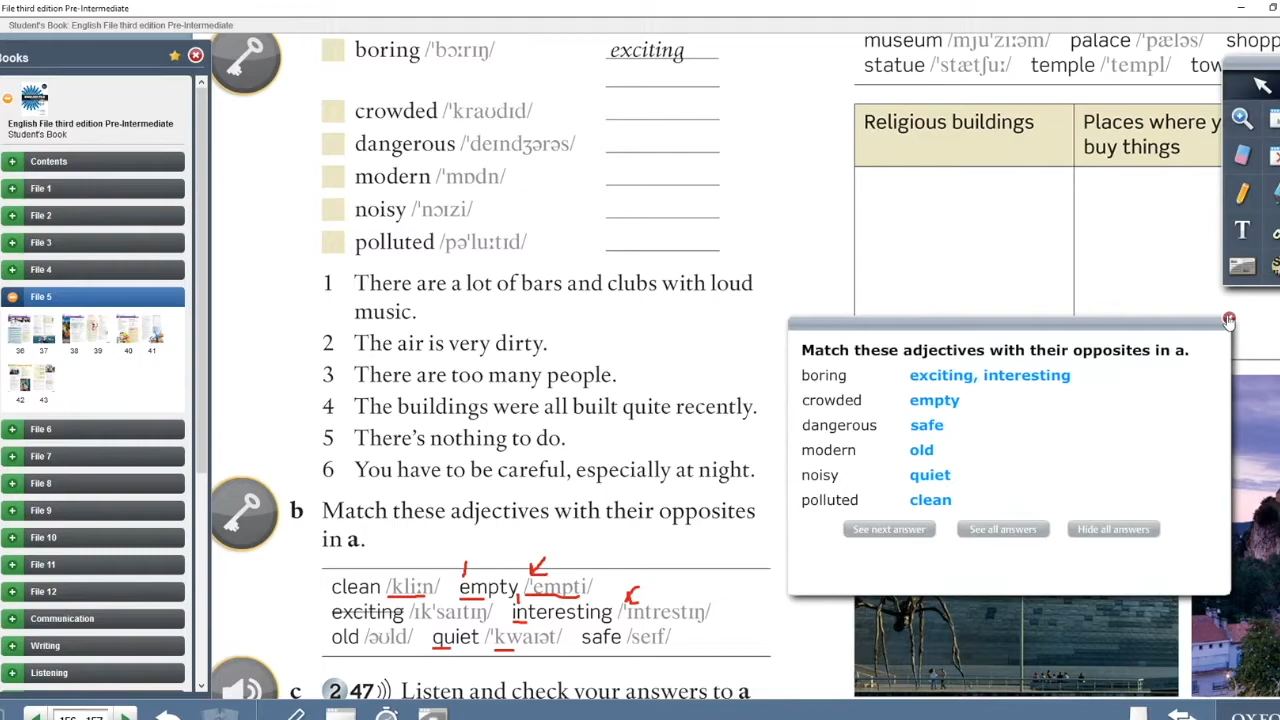 File third edition Pre-Intermediate
Student's Book: English File third edition Pre-Intermediate
Books
English File third edition Pre-Intermediate
Student's Book
Contents
File 1
File 2
File 3
File 4
File 5
36 37 38 39 40 41
42 43
File 6
File 7
File 8
File 9
File 10
File 11
File 12
Communication
Writing
Listening
boring /ˈbɔːrɪŋ/ exciting
crowded /ˈkraʊdɪd/
dangerous /ˈdeɪndʒərəs/
modern /ˈmɒdn/
noisy /ˈnɔɪzi/
polluted /pəˈluːtɪd/
1 There are a lot of bars and clubs with loud
music.
2 The air is very dirty.
3 There are too many people.
4 The buildings were all built quite recently.
5 There's nothing to do.
6 You have to be careful, especially at night.
b Match these adjectives with their opposites
in a.
clean /kliːn/ empty /ˈempti/
exciting /ɪkˈsaɪtɪŋ/ interesting /ˈɪntrestɪŋ/
old /əʊld/ quiet /ˈkwaɪət/ safe /seɪf/
c 2 47))) Listen and check your answers to a
museum /mjuˈziːəm/ palace /ˈpæləs/ shopp
statue /ˈstætʃuː/ temple /ˈtempl/ tow
Religious buildings
Places where y
buy things
Match these adjectives with their opposites in a.
boring exciting, interesting
crowded empty
dangerous safe
modern old
noisy quiet
polluted clean
See next answer See all answers Hide all answers
T
OXFO